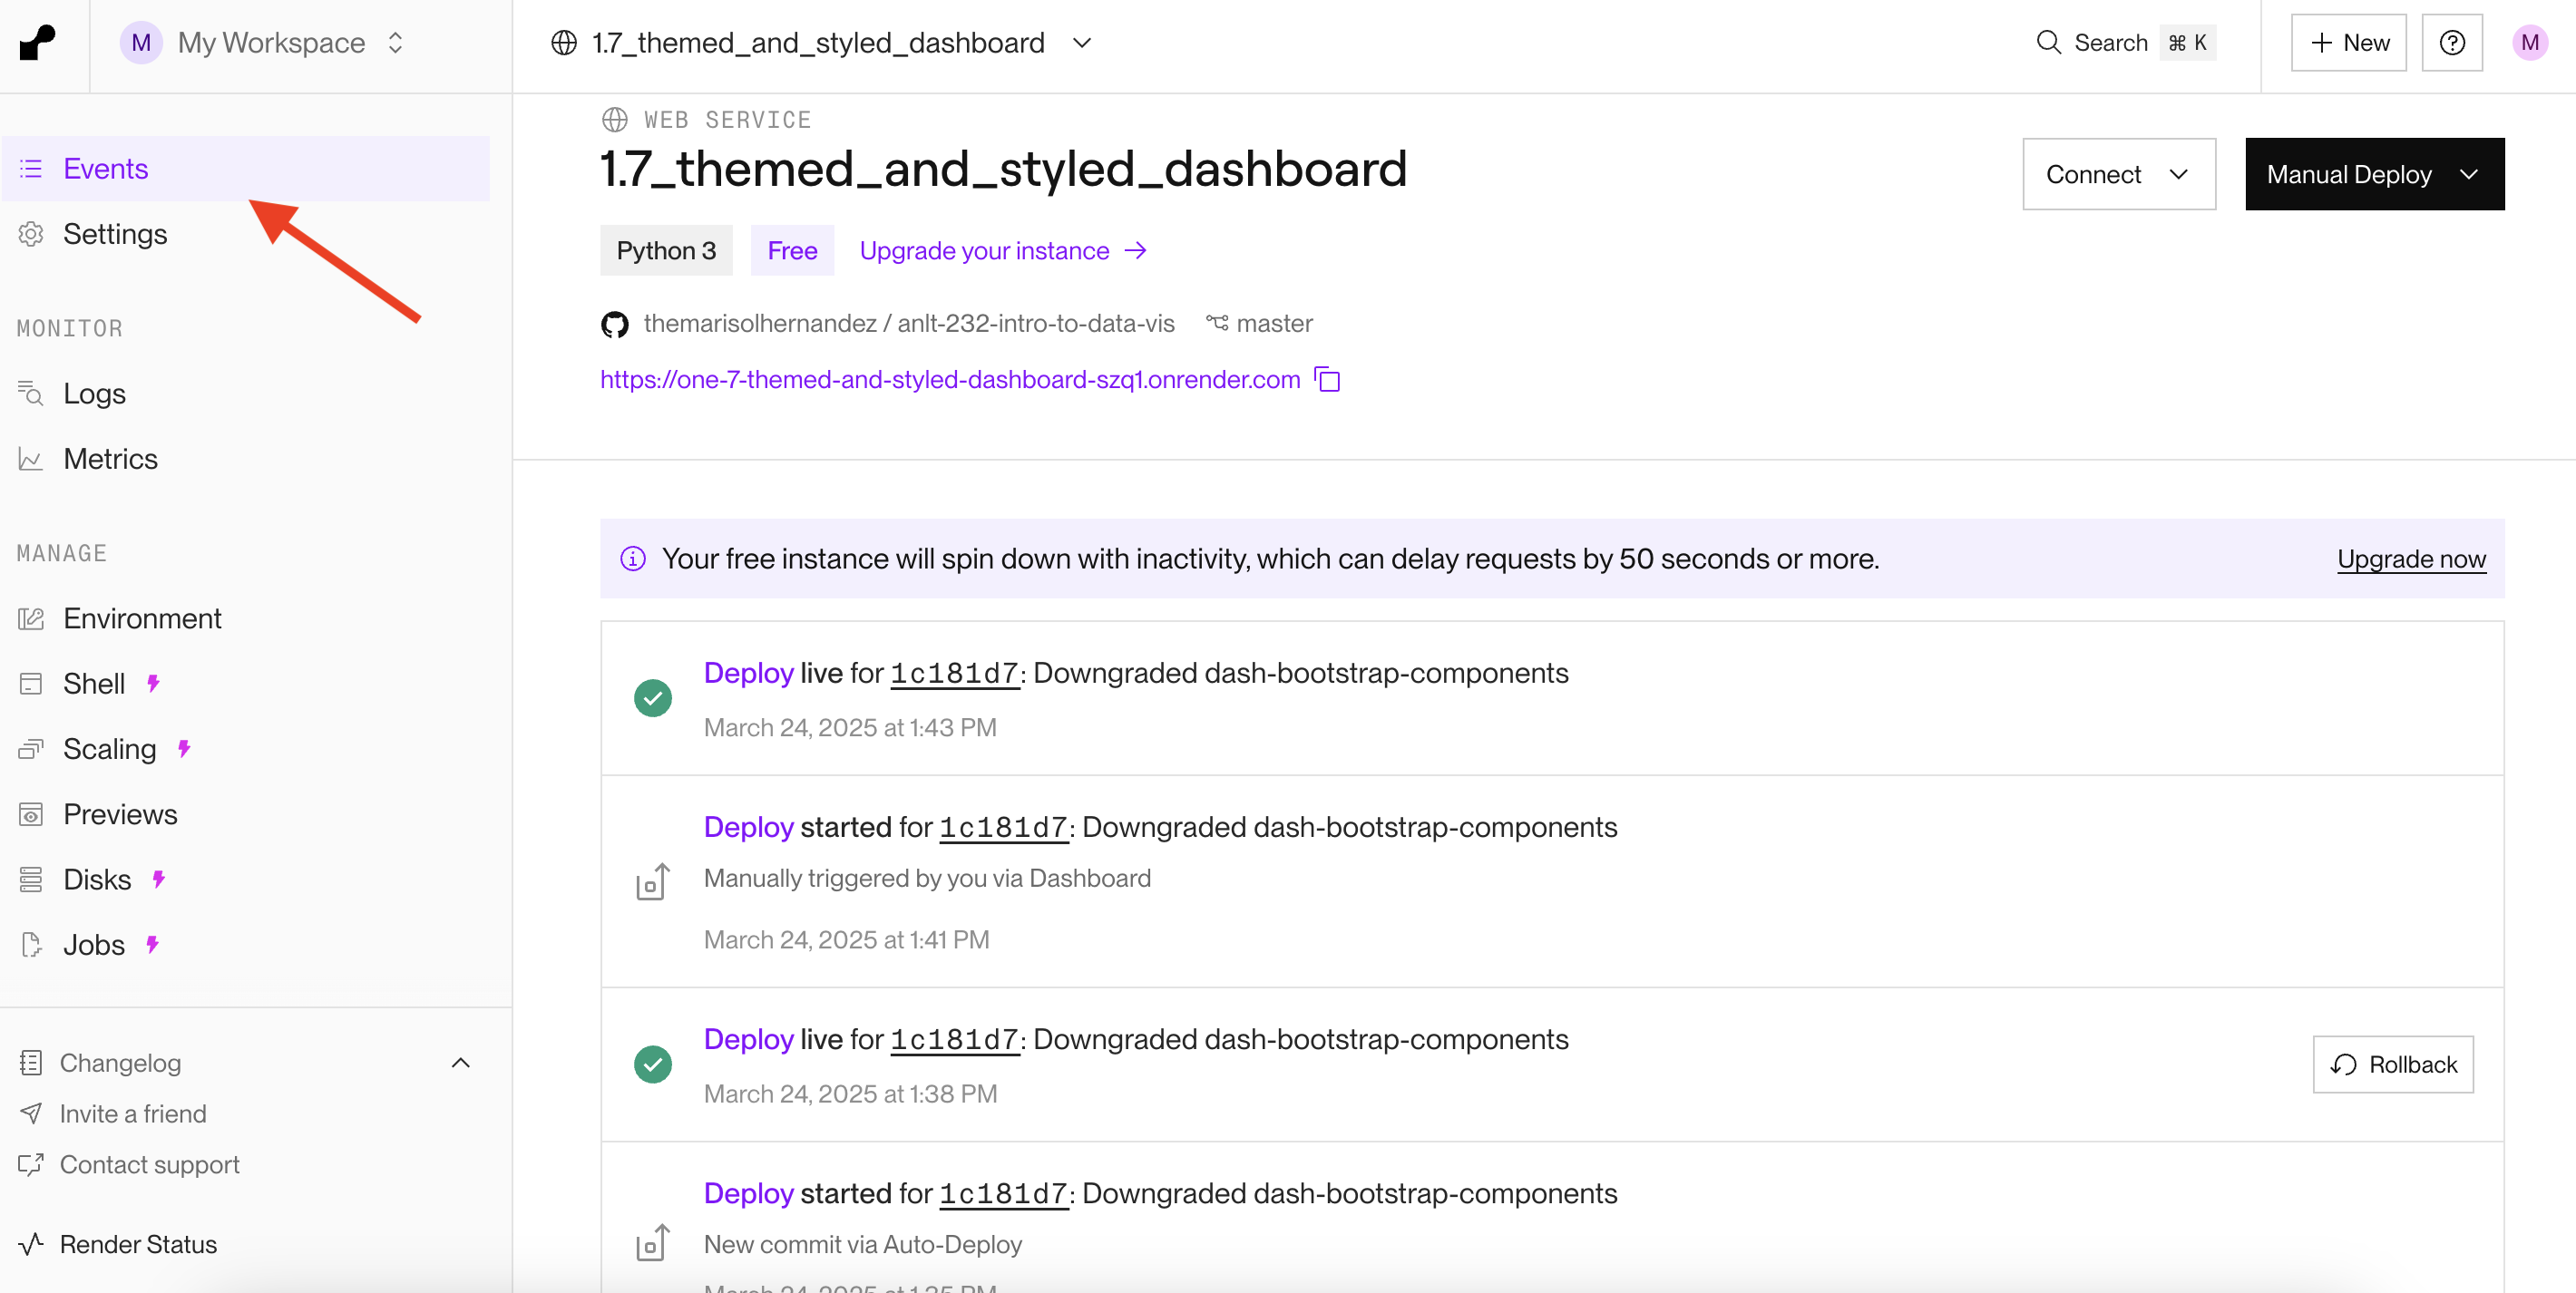 M My Workspace
1.7_themed_and_styled_dashboard
Search ⌘ K
+ New
M
Events
Settings
MONITOR
Logs
Metrics
MANAGE
Environment
Shell
Scaling
Previews
Disks
Jobs
Changelog
Invite a friend
Contact support
Render Status
WEB SERVICE
1.7_themed_and_styled_dashboard
Connect
Manual Deploy
Python 3 Free Upgrade your instance →
themarisolhernandez / anlt-232-intro-to-data-vis master
https://one-7-themed-and-styled-dashboard-szq1.onrender.com
Your free instance will spin down with inactivity, which can delay requests by 50 seconds or more. Upgrade now
Deploy live for 1c181d7: Downgraded dash-bootstrap-components
March 24, 2025 at 1:43 PM
Deploy started for 1c181d7: Downgraded dash-bootstrap-components
Manually triggered by you via Dashboard
March 24, 2025 at 1:41 PM
Deploy live for 1c181d7: Downgraded dash-bootstrap-components
March 24, 2025 at 1:38 PM
Rollback
Deploy started for 1c181d7: Downgraded dash-bootstrap-components
New commit via Auto-Deploy
March 24, 2025 at 1:35 PM